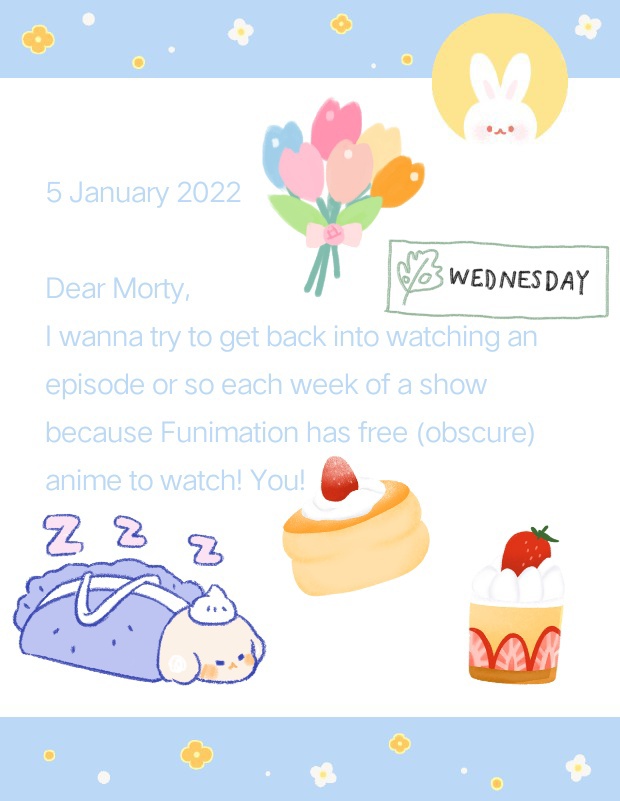 5 January 2022
WEDNESDAY
Dear Morty,
I wanna try to get back into watching an
episode or so each week of a show
because Funimation has free (obscure)
anime to watch! You!
Z Z Z